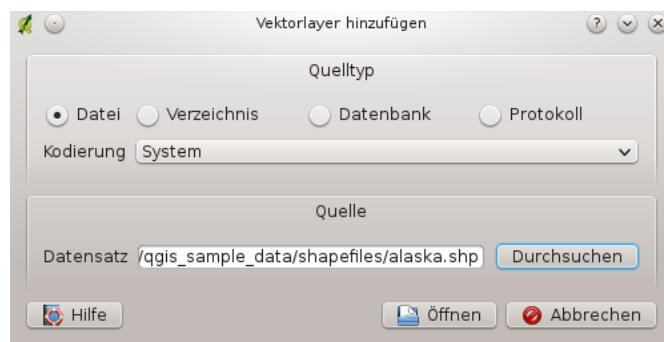 Vektorlayer hinzufügen
Quelltyp
Datei Verzeichnis Datenbank Protokoll
Kodierung System
Quelle
Datensatz /qgis_sample_data/shapefiles/alaska.shp Durchsuchen
Hilfe Öffnen Abbrechen